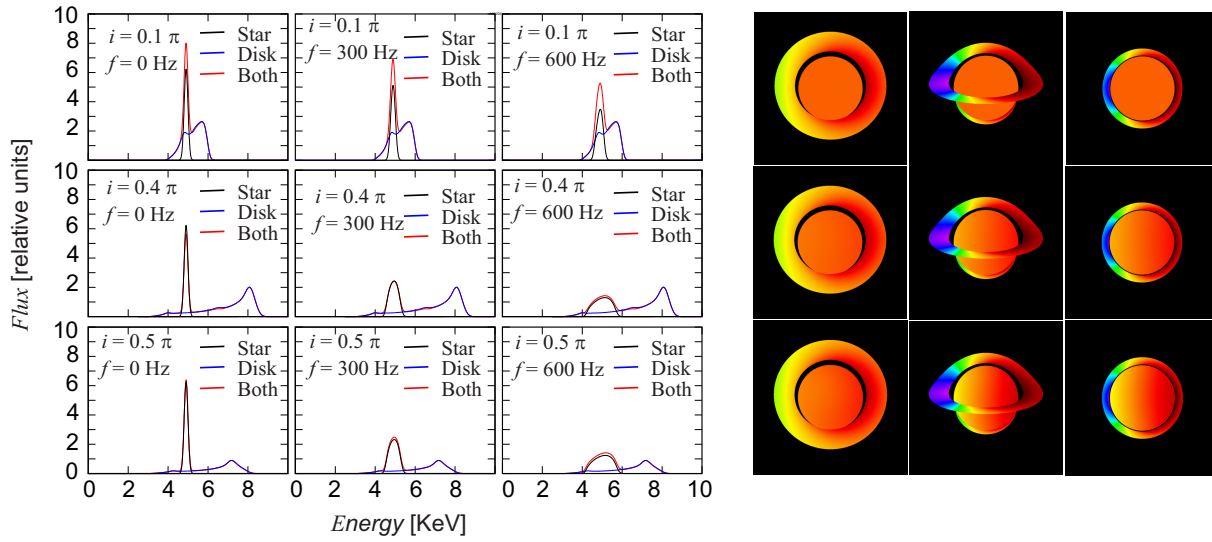 Flux [relative units]
10
8
6
4
2
i = 0.1 π
f = 0 Hz
Star
Disk
Both
i = 0.1 π
f = 300 Hz
Star
Disk
Both
i = 0.1 π
f = 600 Hz
Star
Disk
Both
10
8
6
4
2
i = 0.4 π
f = 0 Hz
Star
Disk
Both
i = 0.4 π
f = 300 Hz
Star
Disk
Both
i = 0.4 π
f = 600 Hz
Star
Disk
Both
10
8
6
4
2
0
i = 0.5 π
f = 0 Hz
Star
Disk
Both
i = 0.5 π
f = 300 Hz
Star
Disk
Both
i = 0.5 π
f = 600 Hz
Star
Disk
Both
0 2 4 6 8 0 2 4 6 8 0 2 4 6 8 10
Energy [KeV]